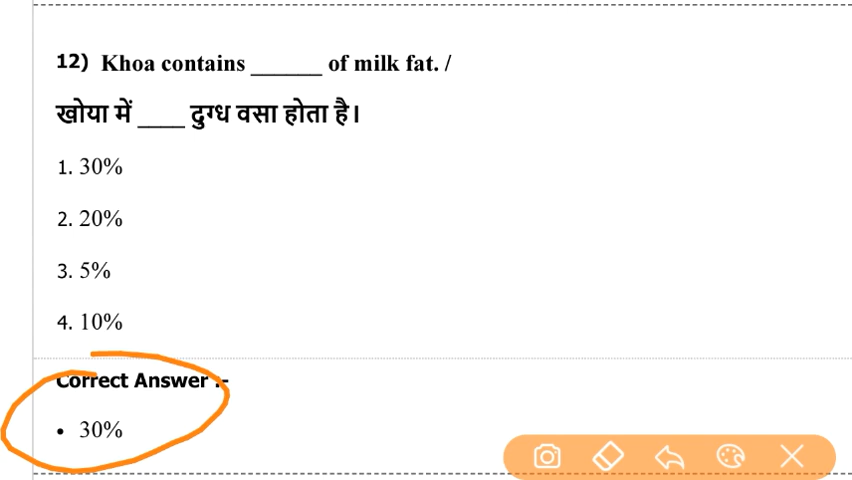 12) Khoa contains ______ of milk fat. /
खोया में ____ दुग्ध वसा होता है।
1. 30%
2. 20%
3. 5%
4. 10%
Correct Answer :-
• 30%